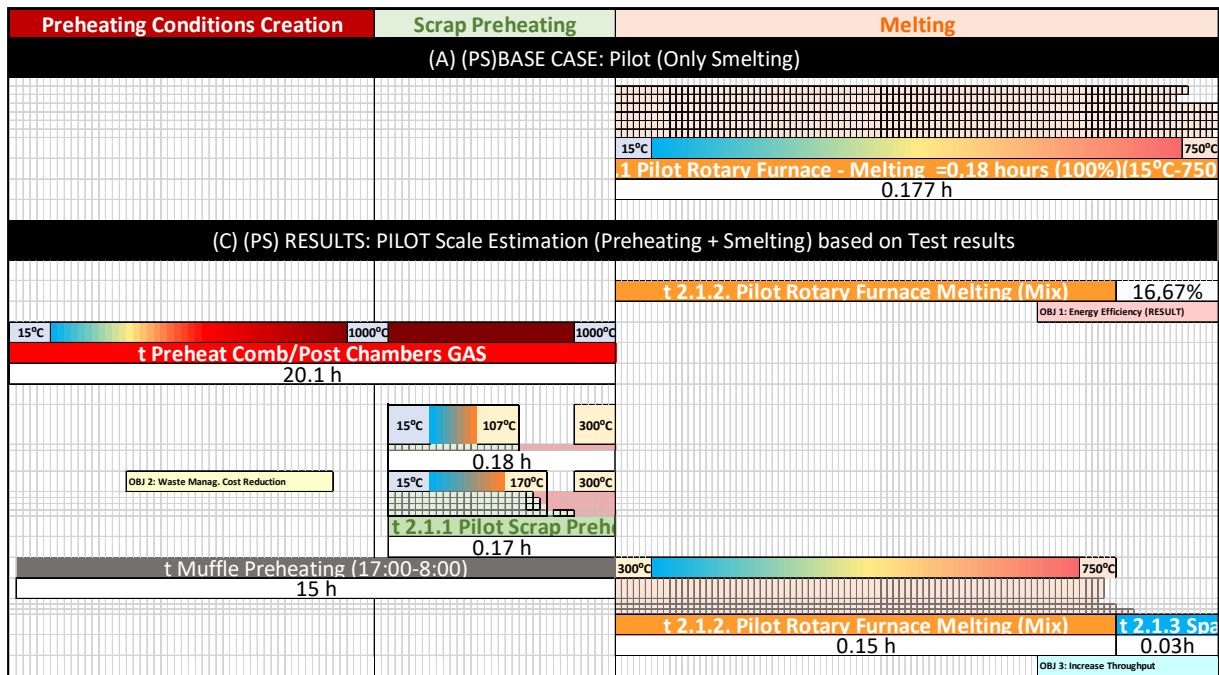 Preheating Conditions Creation
Scrap Preheating
Melting
(A) (PS)BASE CASE: Pilot (Only Smelting)
15ºC
750ºC
.1 Pilot Rotary Furnace - Melting =0,18 hours (100%)(15ºC-750
0.177 h
(C) (PS) RESULTS: PILOT Scale Estimation (Preheating + Smelting) based on Test results
t 2.1.2. Pilot Rotary Furnace Melting (Mix)
16,67%
OBJ 1: Energy Efficiency (RESULT)
15ºC
1000ºC
1000ºC
t Preheat Comb/Post Chambers GAS
20.1 h
15ºC
107ºC
300ºC
0.18 h
OBJ 2: Waste Manag. Cost Reduction
15ºC
170ºC
300ºC
t 2.1.1 Pilot Scrap Prehe
0.17 h
t Muffle Preheating (17:00-8:00)
300ºC
750ºC
15 h
t 2.1.2. Pilot Rotary Furnace Melting (Mix)
t 2.1.3 Spa
0.15 h
0.03h
OBJ 3: Increase Throughput